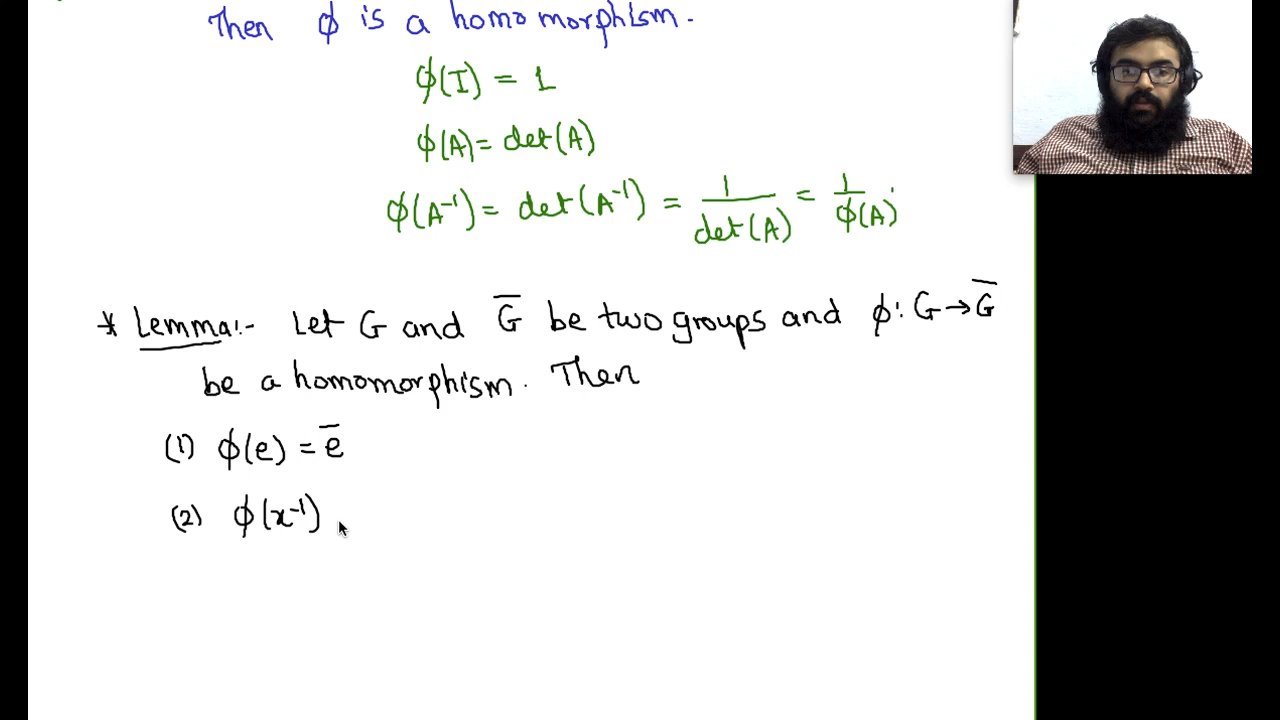 Then ϕ is a homomorphism.
ϕ(I) = 1
ϕ(A) = det(A)
ϕ(A⁻¹) = det(A⁻¹) = 1/det(A) = 1/ϕ(A).
* Lemma:- Let G and G̅ be two groups and ϕ: G → G̅
be a homomorphism. Then
(1) ϕ(e) = e̅
(2) ϕ(x⁻¹)